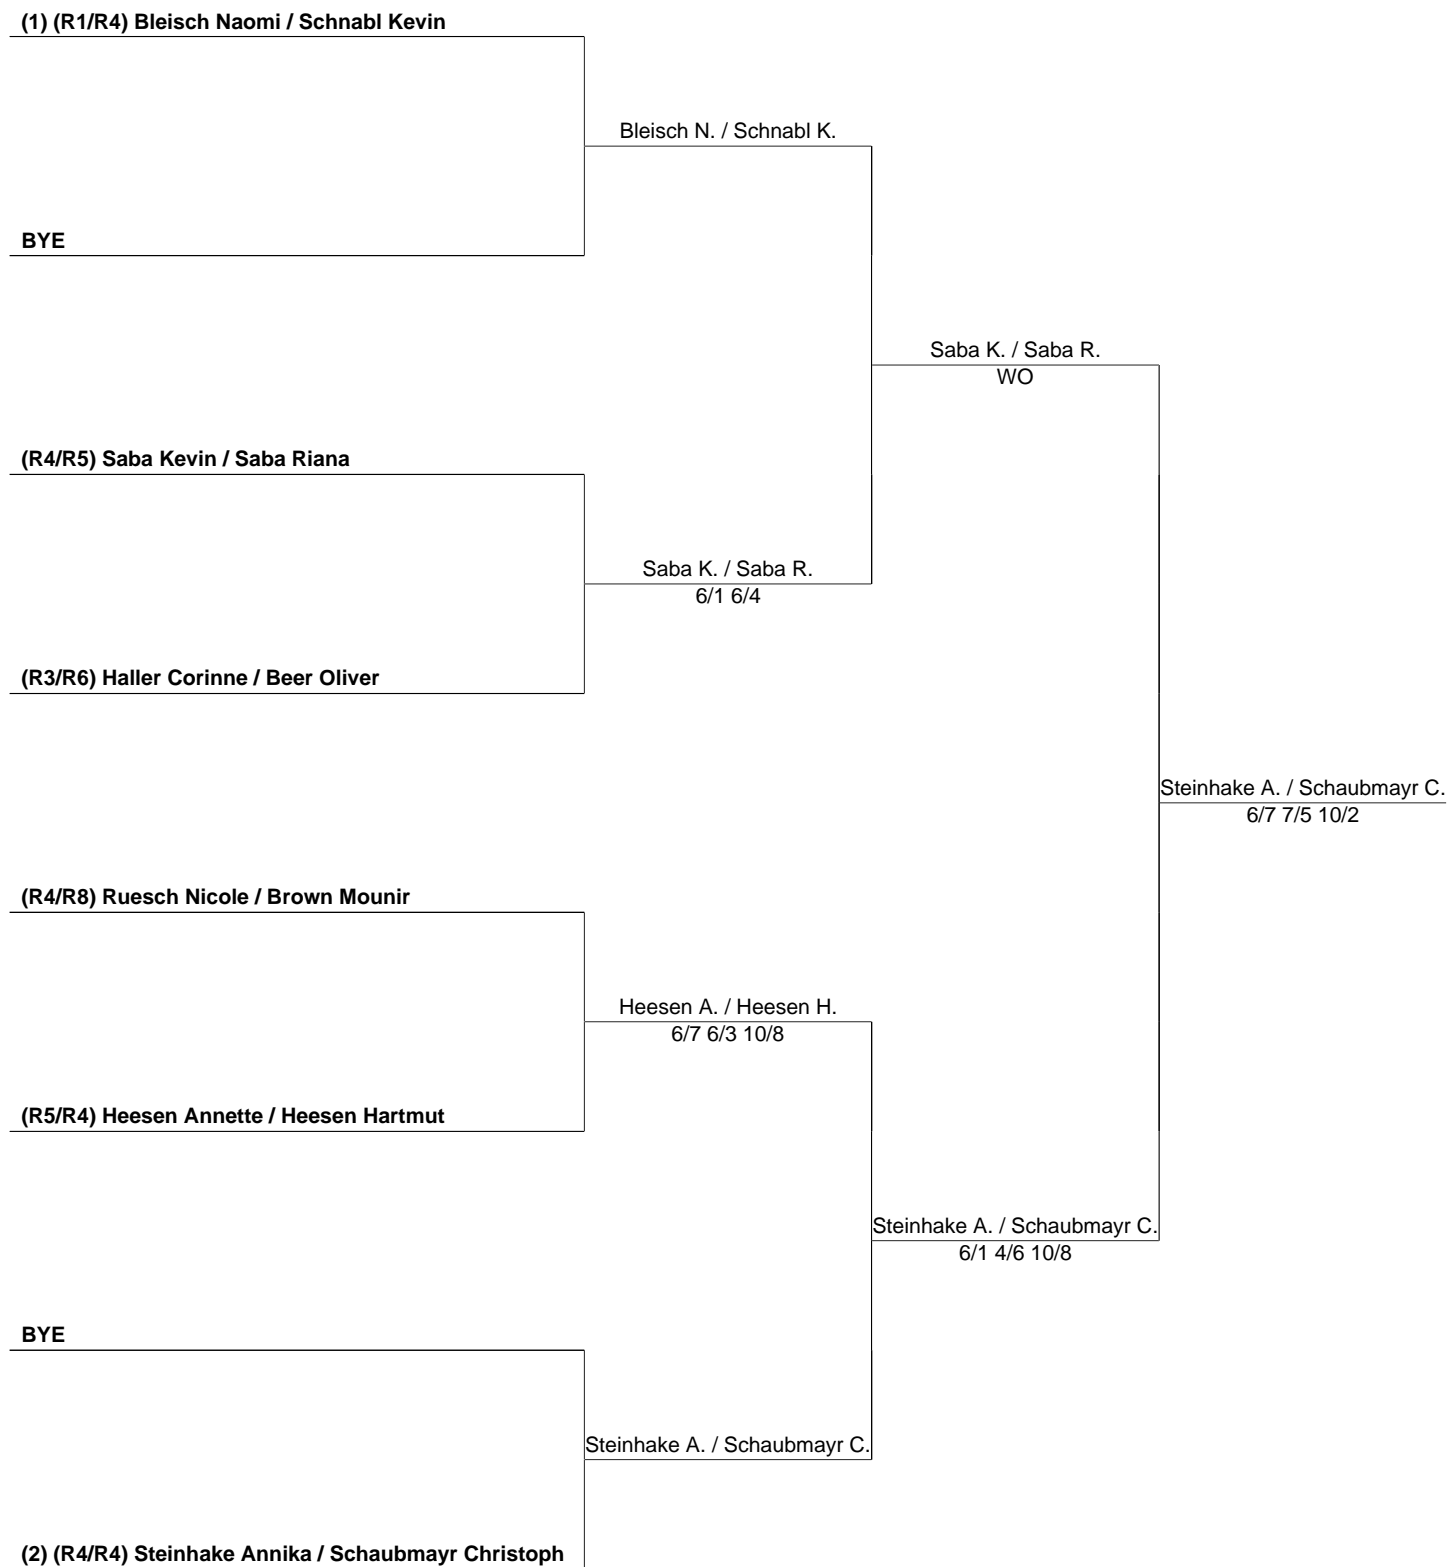 (1) (R1/R4) Bleisch Naomi / Schnabl Kevin
Bleisch N. / Schnabl K.
BYE
Saba K. / Saba R.
WO
(R4/R5) Saba Kevin / Saba Riana
Saba K. / Saba R.
6/1 6/4
(R3/R6) Haller Corinne / Beer Oliver
Steinhake A. / Schaubmayr C.
6/7 7/5 10/2
(R4/R8) Ruesch Nicole / Brown Mounir
Heesen A. / Heesen H.
6/7 6/3 10/8
(R5/R4) Heesen Annette / Heesen Hartmut
Steinhake A. / Schaubmayr C.
6/1 4/6 10/8
BYE
Steinhake A. / Schaubmayr C.
(2) (R4/R4) Steinhake Annika / Schaubmayr Christoph